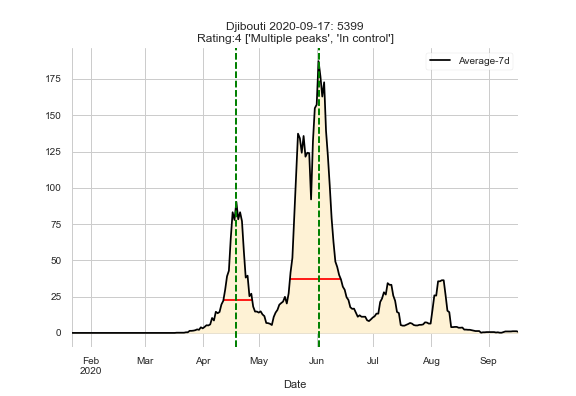 Djibouti 2020-09-17: 5399
Rating:4 ['Multiple peaks', 'In control']
Average-7d
175
150
125
100
75
50
25
0
Feb Mar Apr May Jun Jul Aug Sep
2020
Date